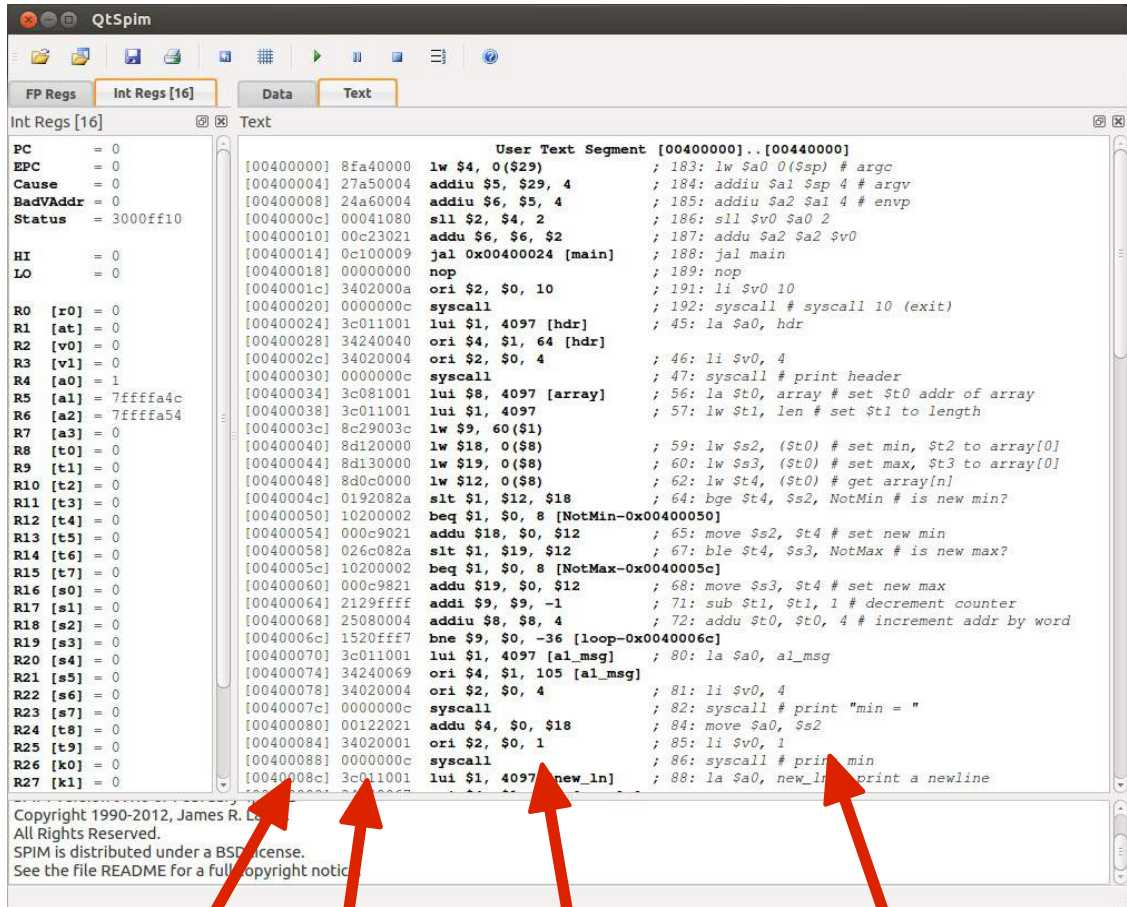 QtSpim
FP Regs
Int Regs [16]
Data
Text
Int Regs [16]
PC = 0
EPC = 0
Cause = 0
BadVAddr = 0
Status = 3000ff10
HI = 0
LO = 0
R0 [r0] = 0
R1 [at] = 0
R2 [v0] = 0
R3 [v1] = 0
R4 [a0] = 1
R5 [a1] = 7ffffa4c
R6 [a2] = 7ffffa54
R7 [a3] = 0
R8 [t0] = 0
R9 [t1] = 0
R10 [t2] = 0
R11 [t3] = 0
R12 [t4] = 0
R13 [t5] = 0
R14 [t6] = 0
R15 [t7] = 0
R16 [s0] = 0
R17 [s1] = 0
R18 [s2] = 0
R19 [s3] = 0
R20 [s4] = 0
R21 [s5] = 0
R22 [s6] = 0
R23 [s7] = 0
R24 [t8] = 0
R25 [t9] = 0
R26 [k0] = 0
R27 [k1] = 0
Text
User Text Segment [00400000]..[00440000]
[00400000] 8fa40000 lw $4, 0($29) ; 183: lw $a0 0($sp) # argc
[00400004] 27a50004 addiu $5, $29, 4 ; 184: addiu $a1 $sp 4 # argv
[00400008] 24a60004 addiu $6, $5, 4 ; 185: addiu $a2 $a1 4 # envp
[0040000c] 00041080 sll $2, $4, 2 ; 186: sll $v0 $a0 2
[00400010] 00c23021 addu $6, $6, $2 ; 187: addu $a2 $a2 $v0
[00400014] 0c100009 jal 0x00400024 [main] ; 188: jal main
[00400018] 00000000 nop ; 189: nop
[0040001c] 3402000a ori $2, $0, 10 ; 191: li $v0 10
[00400020] 0000000c syscall ; 192: syscall # syscall 10 (exit)
[00400024] 3c011001 lui $1, 4097 [hdr] ; 45: la $a0, hdr
[00400028] 34240040 ori $4, $1, 64 [hdr]
[0040002c] 34020004 ori $2, $0, 4 ; 46: li $v0, 4
[00400030] 0000000c syscall ; 47: syscall # print header
[00400034] 3c081001 lui $8, 4097 [array] ; 56: la $t0, array # set $t0 addr of array
[00400038] 3c011001 lui $1, 4097 ; 57: lw $t1, len # set $t1 to length
[0040003c] 8c29003c lw $9, 60($1)
[00400040] 8d120000 lw $18, 0($8) ; 59: lw $s2, ($t0) # set min, $t2 to array[0]
[00400044] 8d130000 lw $19, 0($8) ; 60: lw $s3, ($t0) # set max, $t3 to array[0]
[00400048] 8d0c0000 lw $12, 0($8) ; 62: lw $t4, ($t0) # get array[n]
[0040004c] 0192082a slt $1, $12, $18 ; 64: bge $t4, $s2, NotMin # is new min?
[00400050] 10200002 beq $1, $0, 8 [NotMin-0x00400050]
[00400054] 000c9021 addu $18, $0, $12 ; 65: move $s2, $t4 # set new min
[00400058] 026c082a slt $1, $19, $12 ; 67: ble $t4, $s3, NotMax # is new max?
[0040005c] 10200002 beq $1, $0, 8 [NotMax-0x0040005c]
[00400060] 000c9821 addu $19, $0, $12 ; 68: move $s3, $t4 # set new max
[00400064] 2129ffff addi $9, $9, -1 ; 71: sub $t1, $t1, 1 # decrement counter
[00400068] 25080004 addiu $8, $8, 4 ; 72: addu $t0, $t0, 4 # increment addr by word
[0040006c] 1520fff7 bne $9, $0, -36 [loop-0x0040006c]
[00400070] 3c011001 lui $1, 4097 [a1_msg] ; 80: la $a0, a1_msg
[00400074] 34240069 ori $4, $1, 105 [a1_msg]
[00400078] 34020004 ori $2, $0, 4 ; 81: li $v0, 4
[0040007c] 0000000c syscall ; 82: syscall # print "min = "
[00400080] 00122021 addu $4, $0, $18 ; 84: move $a0, $s2
[00400084] 34020001 ori $2, $0, 1 ; 85: li $v0, 1
[00400088] 0000000c syscall ; 86: syscall # print min
[0040008c] 3c011001 lui $1, 4097 [new_ln] ; 88: la $a0, new_ln # print a newline
Copyright 1990-2012, James R.
All Rights Reserved.
SPIM is distributed under a BSD license.
See the file README for a full copyright notice